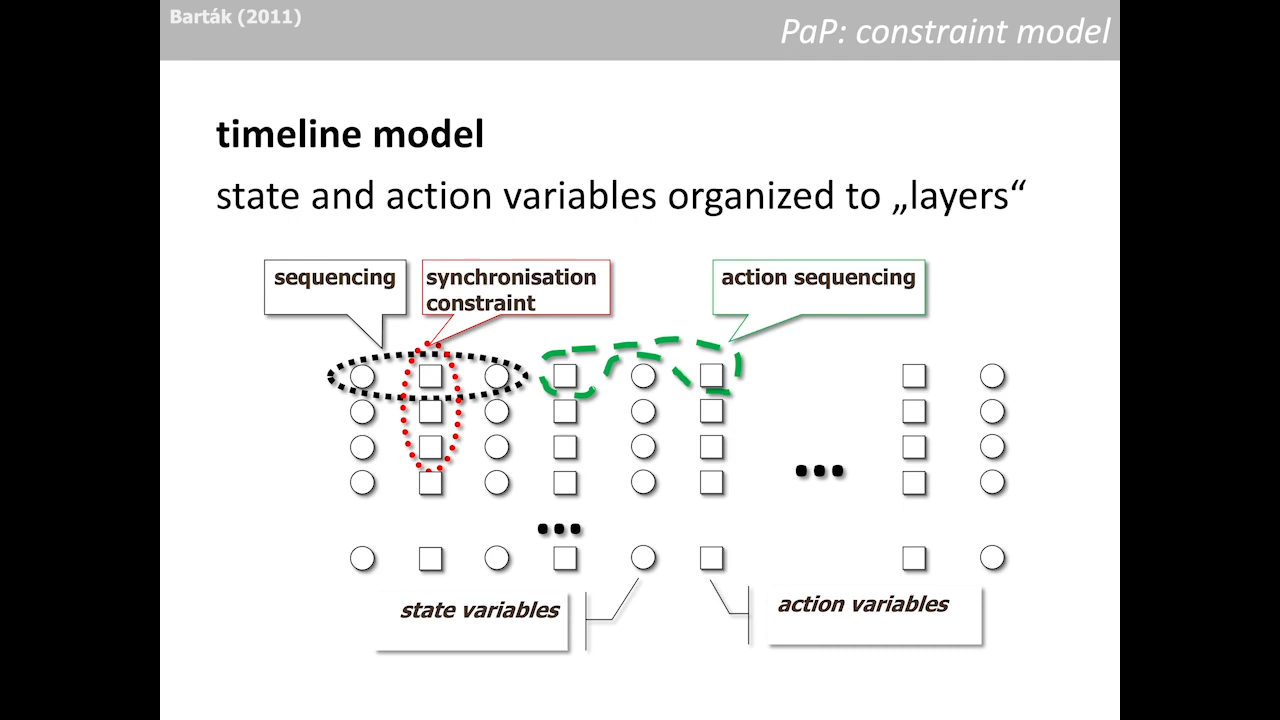 Barták (2011)
PaP: constraint model
timeline model
state and action variables organized to „layers“
sequencing
synchronisation
constraint
action sequencing
...
...
state variables
action variables